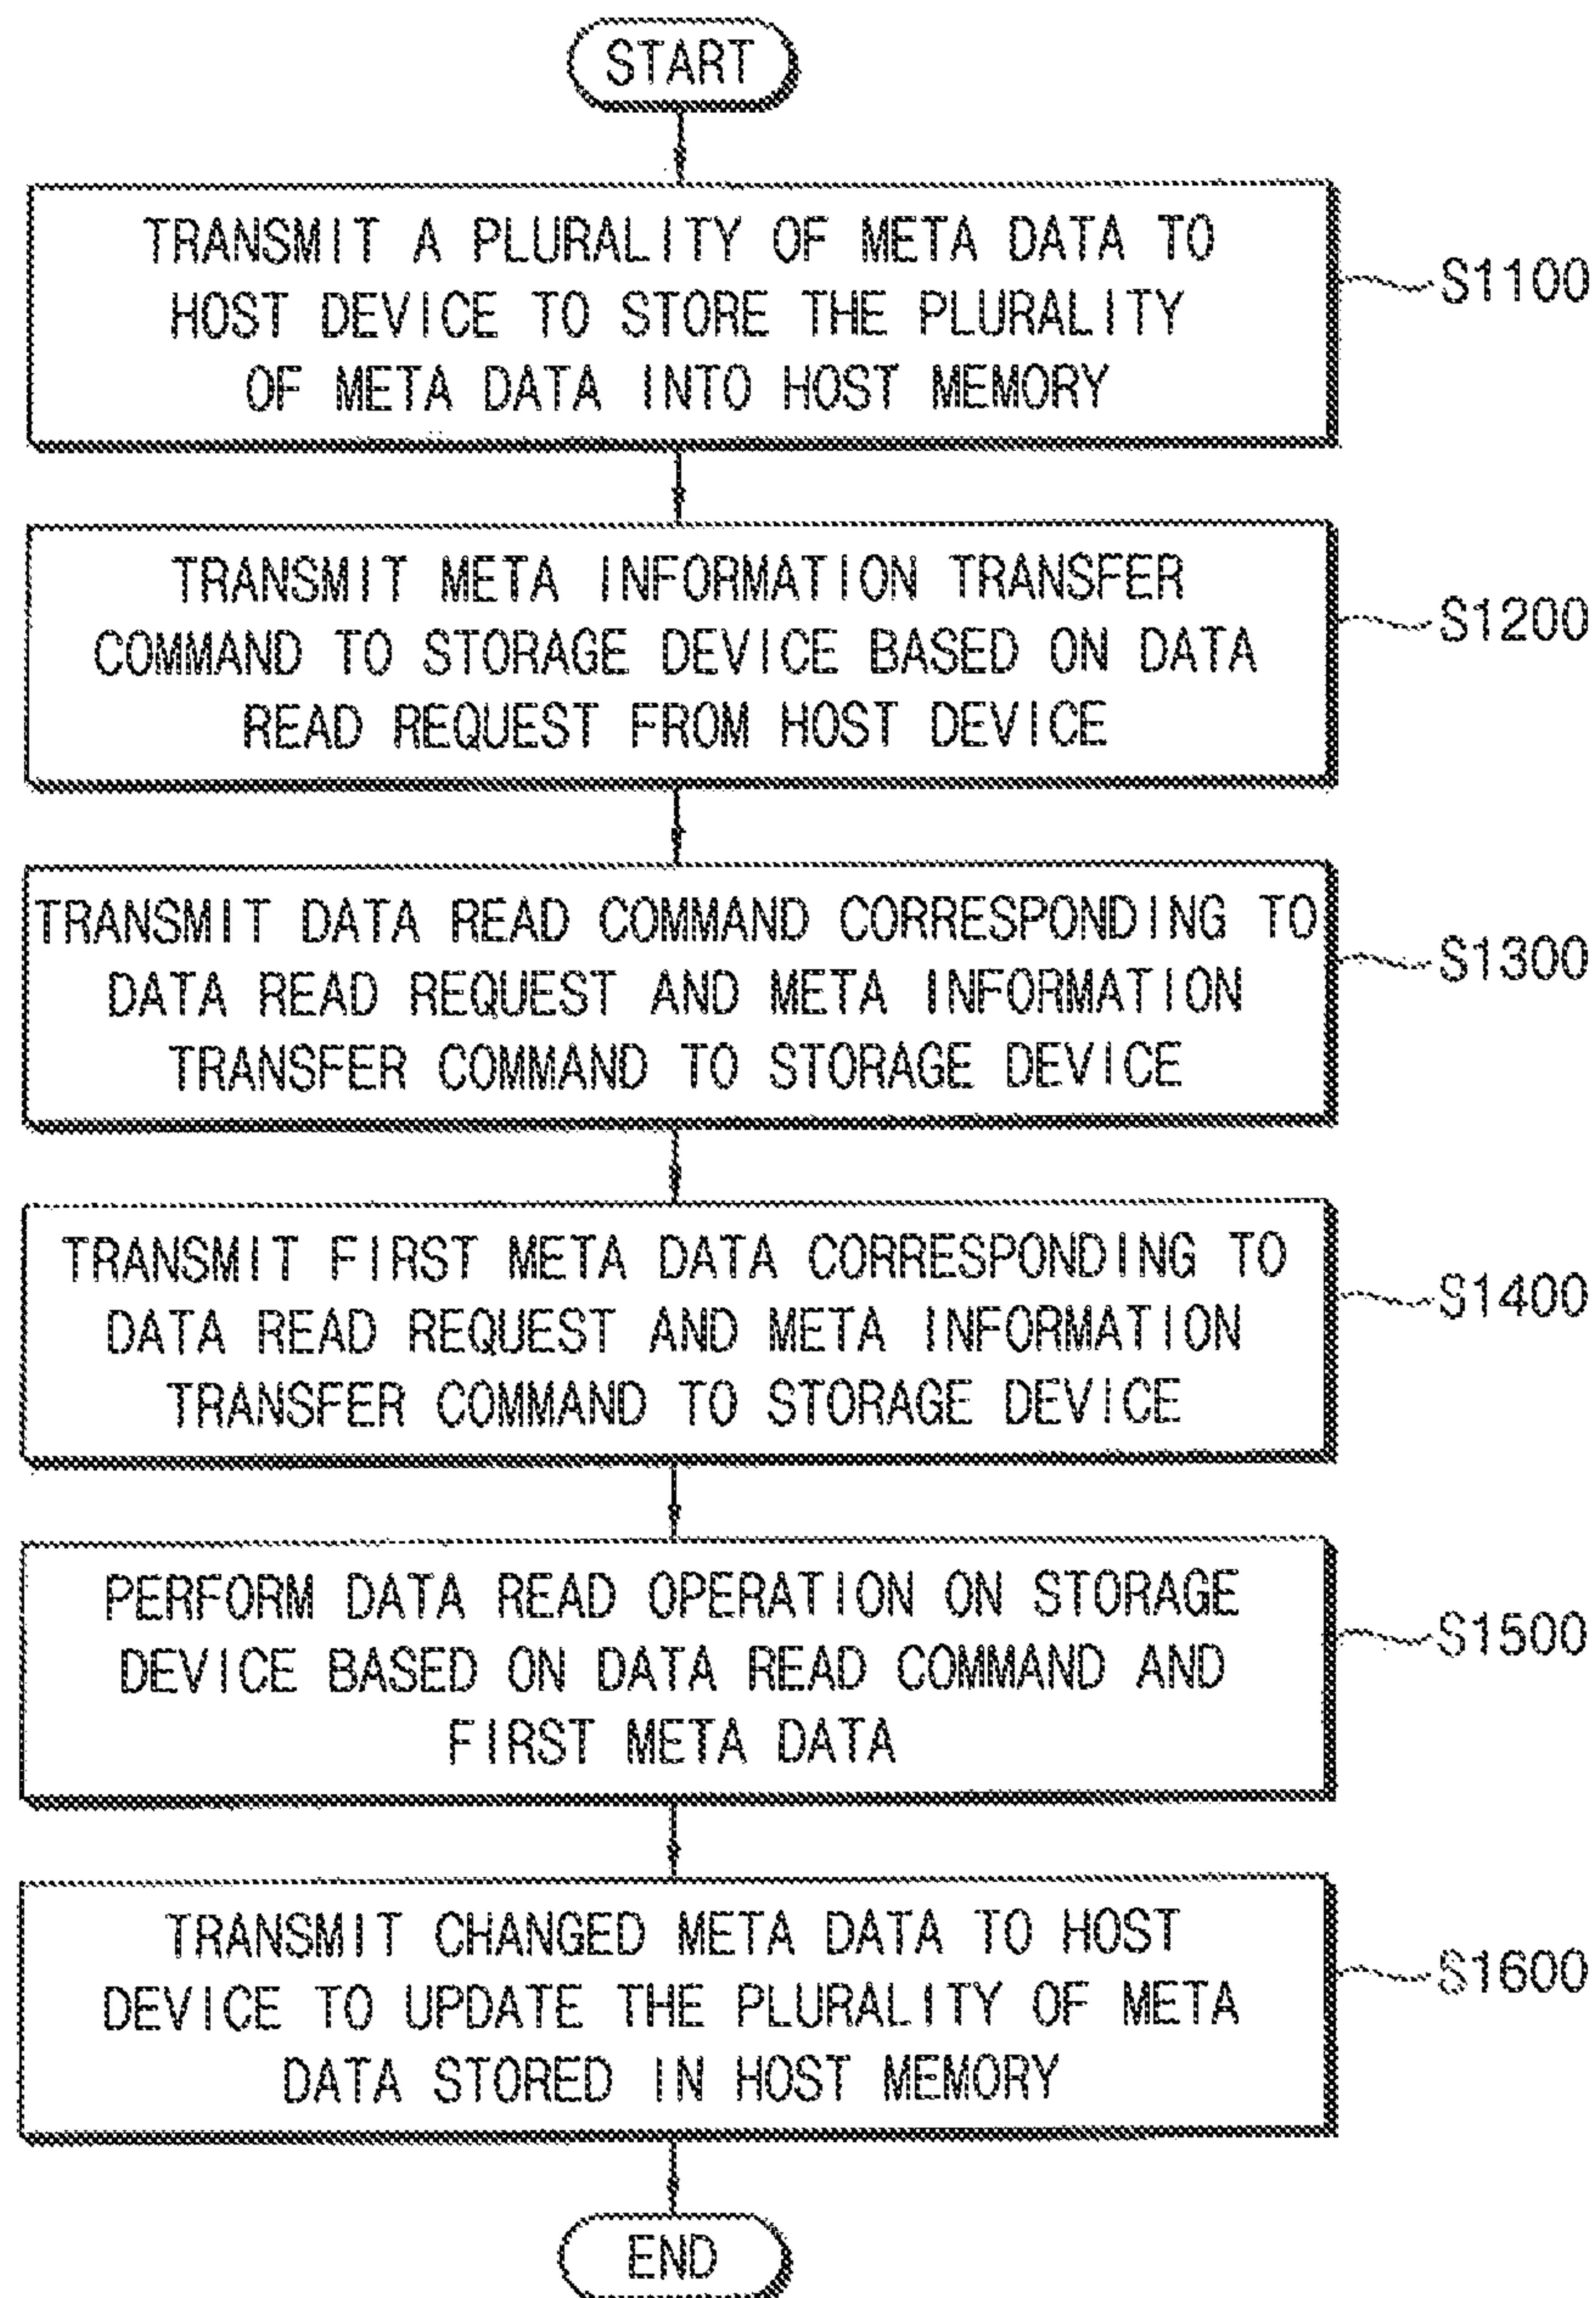 START
TRANSMIT A PLURALITY OF META DATA TO
HOST DEVICE TO STORE THE PLURALITY
OF META DATA INTO HOST MEMORY
S1100
TRANSMIT META INFORMATION TRANSFER
COMMAND TO STORAGE DEVICE BASED ON DATA
READ REQUEST FROM HOST DEVICE
S1200
TRANSMIT DATA READ COMMAND CORRESPONDING TO
DATA READ REQUEST AND META INFORMATION
TRANSFER COMMAND TO STORAGE DEVICE
S1300
TRANSMIT FIRST META DATA CORRESPONDING TO
DATA READ REQUEST AND META INFORMATION
TRANSFER COMMAND TO STORAGE DEVICE
S1400
PERFORM DATA READ OPERATION ON STORAGE
DEVICE BASED ON DATA READ COMMAND AND
FIRST META DATA
S1500
TRANSMIT CHANGED META DATA TO HOST
DEVICE TO UPDATE THE PLURALITY OF META
DATA STORED IN HOST MEMORY
S1600
END